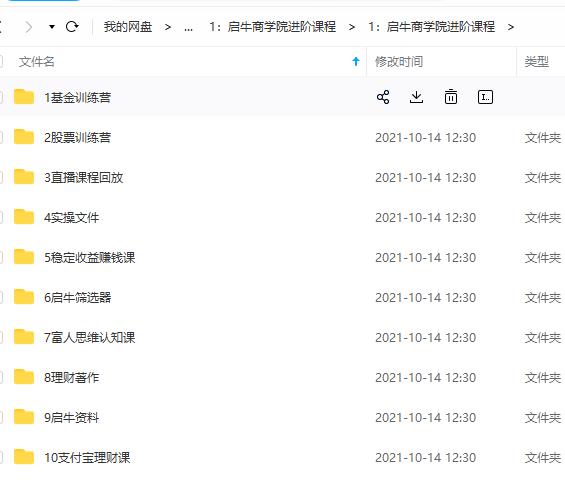 我的网盘 > ... 1：启牛商学院进阶课程 > 1：启牛商学院进阶课程 >
文件名 修改时间 类型
1基金训练营
2股票训练营 2021-10-14 12:30 文件夹
3直播课程回放 2021-10-14 12:30 文件夹
4实操文件 2021-10-14 12:30 文件夹
5稳定收益赚钱课 2021-10-14 12:30 文件夹
6启牛筛选器 2021-10-14 12:30 文件夹
7富人思维认知课 2021-10-14 12:30 文件夹
8理财著作 2021-10-14 12:30 文件夹
9启牛资料 2021-10-14 12:30 文件夹
10支付宝理财课 2021-10-14 12:30 文件夹